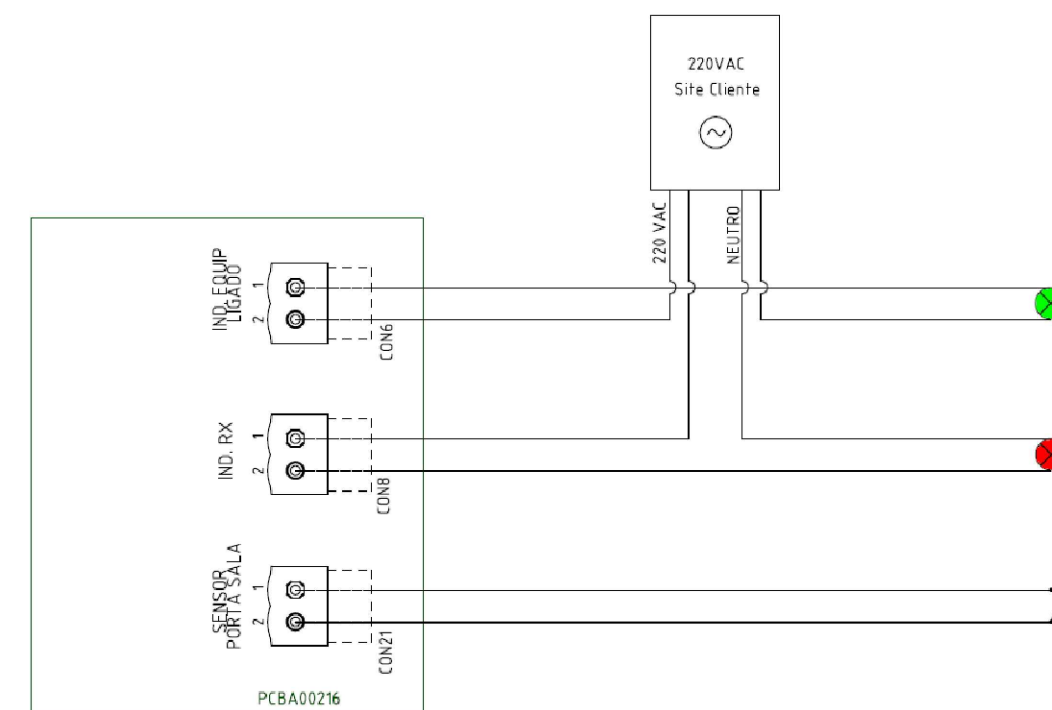 220VAC
Site Cliente
220 VAC
NEUTRO
IND. EQUIP
LIGADO
1
2
CON6
IND. RX
1
2
CON8
SENSOR
PORTA SALA
1
2
CON21
PCBA00216